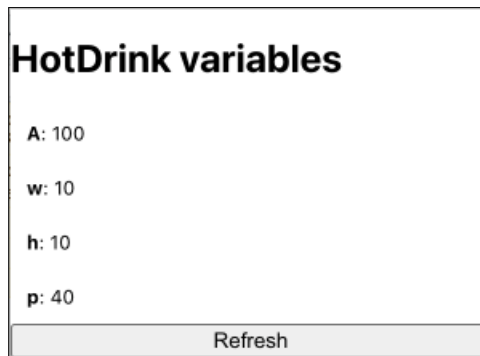 HotDrink variables
A: 100
w: 10
h: 10
p: 40
Refresh